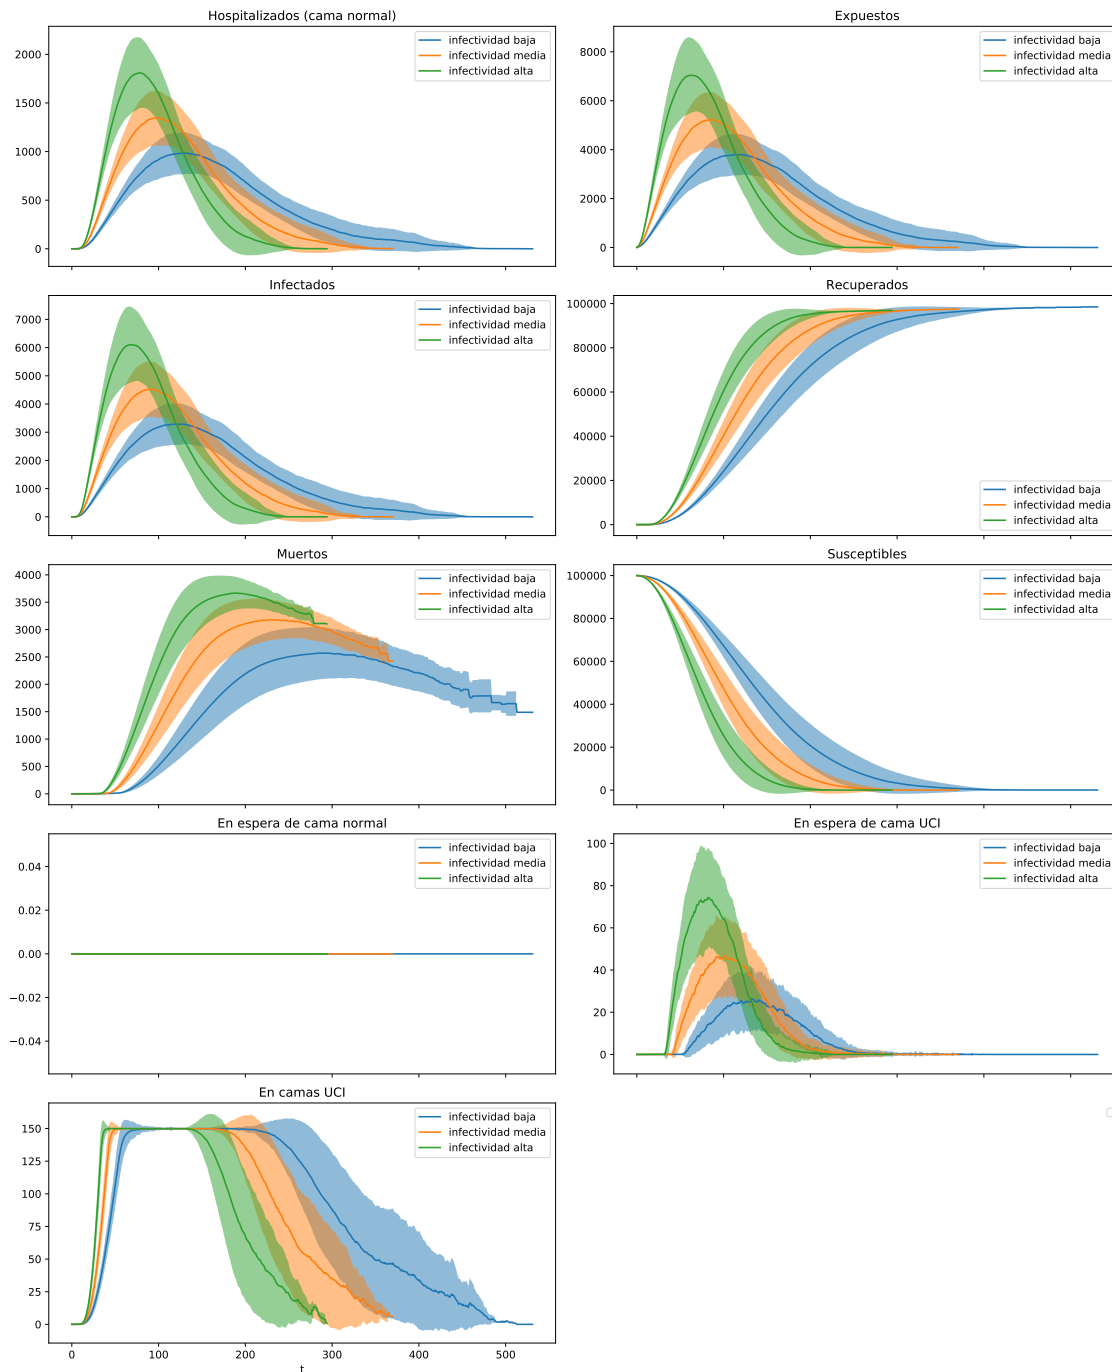 Hospitalizados (cama normal)
2000
1500
1000
500
0
infectividad baja
infectividad media
infectividad alta
Expuestos
8000
6000
4000
2000
0
infectividad baja
infectividad media
infectividad alta
Infectados
7000
6000
5000
4000
3000
2000
1000
0
infectividad baja
infectividad media
infectividad alta
Recuperados
100000
80000
60000
40000
20000
0
infectividad baja
infectividad media
infectividad alta
Muertos
4000
3500
3000
2500
2000
1500
1000
500
0
infectividad baja
infectividad media
infectividad alta
Susceptibles
100000
80000
60000
40000
20000
0
infectividad baja
infectividad media
infectividad alta
En espera de cama normal
0.04
0.02
0.00
−0.02
−0.04
infectividad baja
infectividad media
infectividad alta
En espera de cama UCI
100
80
60
40
20
0
infectividad baja
infectividad media
infectividad alta
En camas UCI
150
125
100
75
50
25
0
infectividad baja
infectividad media
infectividad alta
0 100 200 300 400 500
t